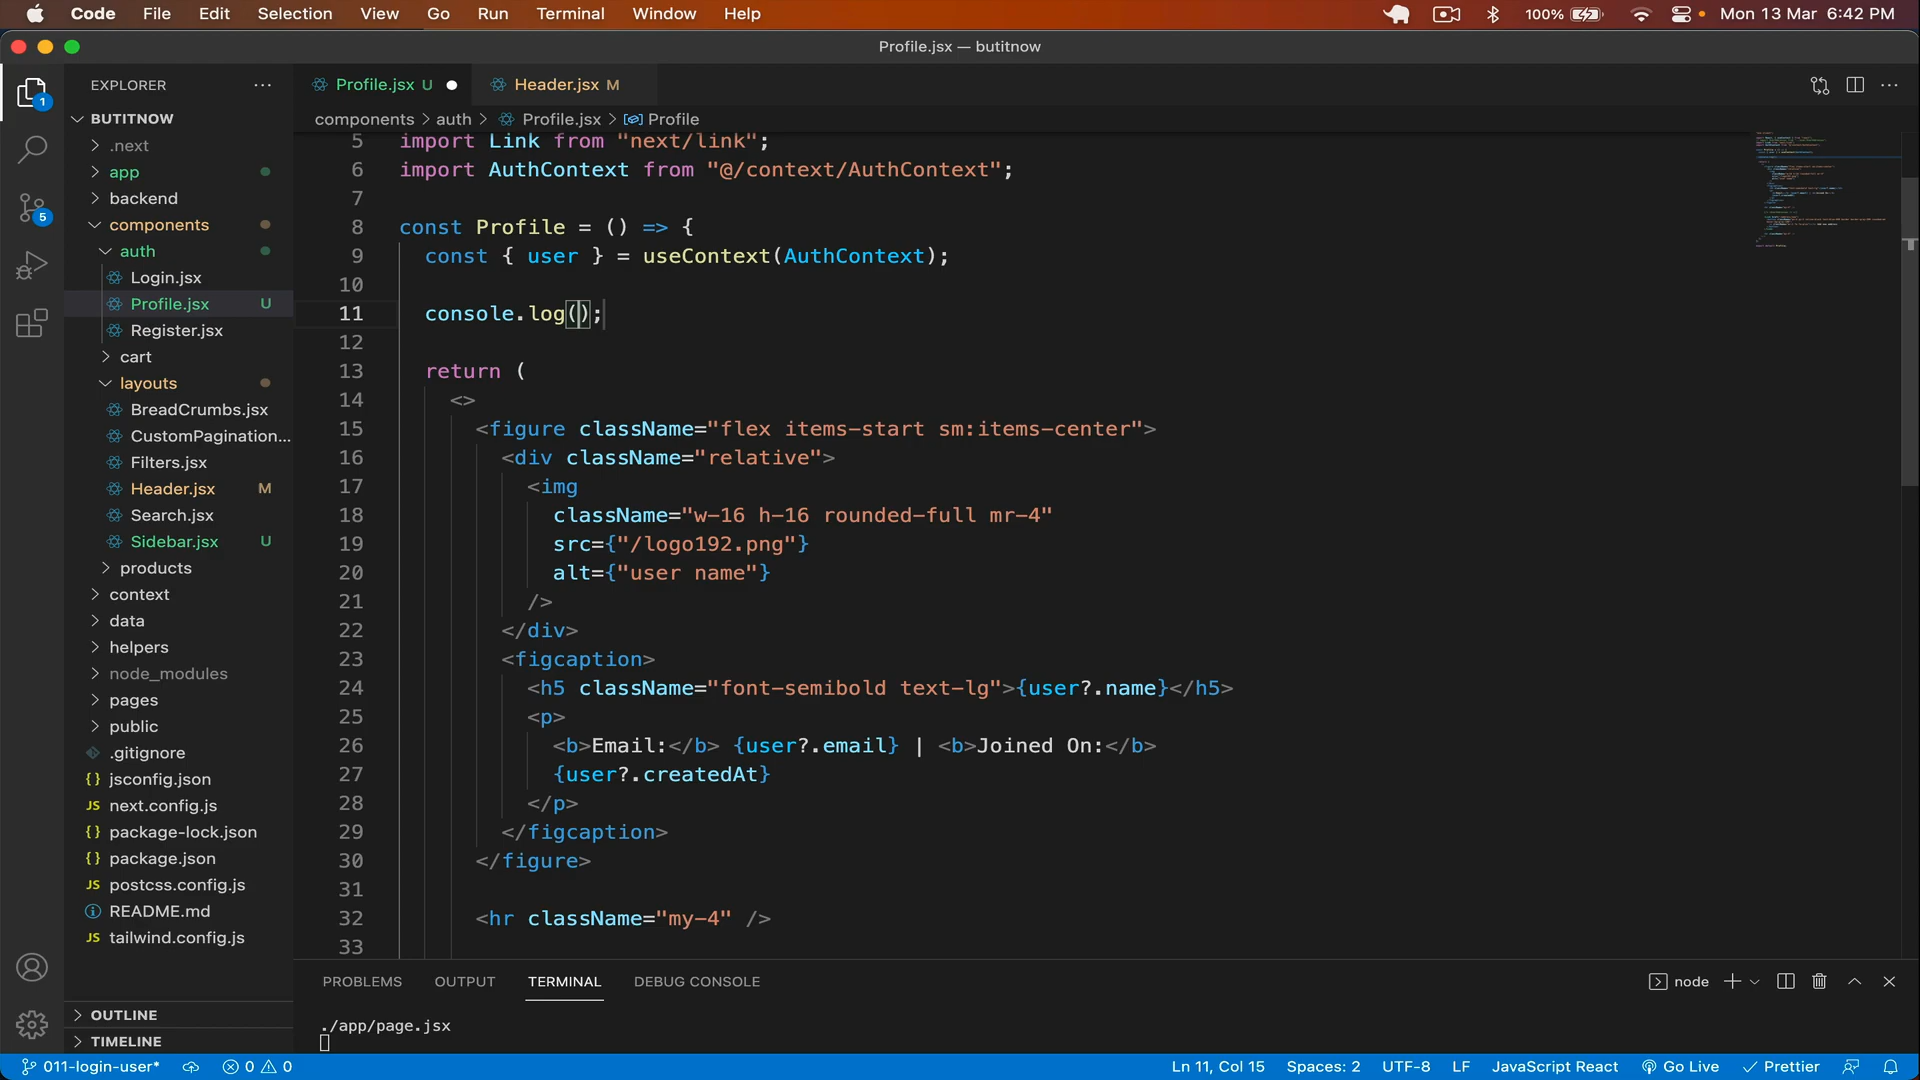 Code File Edit Selection View Go Run Terminal Window Help 100% Mon 13 Mar 6:42 PM
Profile.jsx — butitnow
EXPLORER
Profile.jsx U
Header.jsx M
components > auth > Profile.jsx > Profile
1
5
BUTITNOW
.next
app
backend
components
auth
Login.jsx
Profile.jsx U
Register.jsx
cart
layouts
BreadCrumbs.jsx
CustomPagination...
Filters.jsx
Header.jsx M
Search.jsx
Sidebar.jsx U
products
context
data
helpers
node_modules
pages
public
.gitignore
{} jsconfig.json
JS next.config.js
{} package-lock.json
{} package.json
JS postcss.config.js
README.md
JS tailwind.config.js
OUTLINE
TIMELINE
5 import Link from "next/link";
6 import AuthContext from "@/context/AuthContext";
7
8 const Profile = () => {
9 const { user } = useContext(AuthContext);
10
11 console.log();
12
13 return (
14 <>
15 <figure className="flex items-start sm:items-center">
16 <div className="relative">
17 <img
18 className="w-16 h-16 rounded-full mr-4"
19 src={"/logo192.png"}
20 alt={"user name"}
21 />
22 </div>
23 <figcaption>
24 <h5 className="font-semibold text-lg">{user?.name}</h5>
25 <p>
26 <b>Email:</b> {user?.email} | <b>Joined On:</b>
27 {user?.createdAt}
28 </p>
29 </figcaption>
30 </figure>
31
32 <hr className="my-4" />
33
PROBLEMS OUTPUT TERMINAL DEBUG CONSOLE
node
./app/page.jsx
011-login-user* 0 0 Ln 11, Col 15 Spaces: 2 UTF-8 LF JavaScript React Go Live Prettier